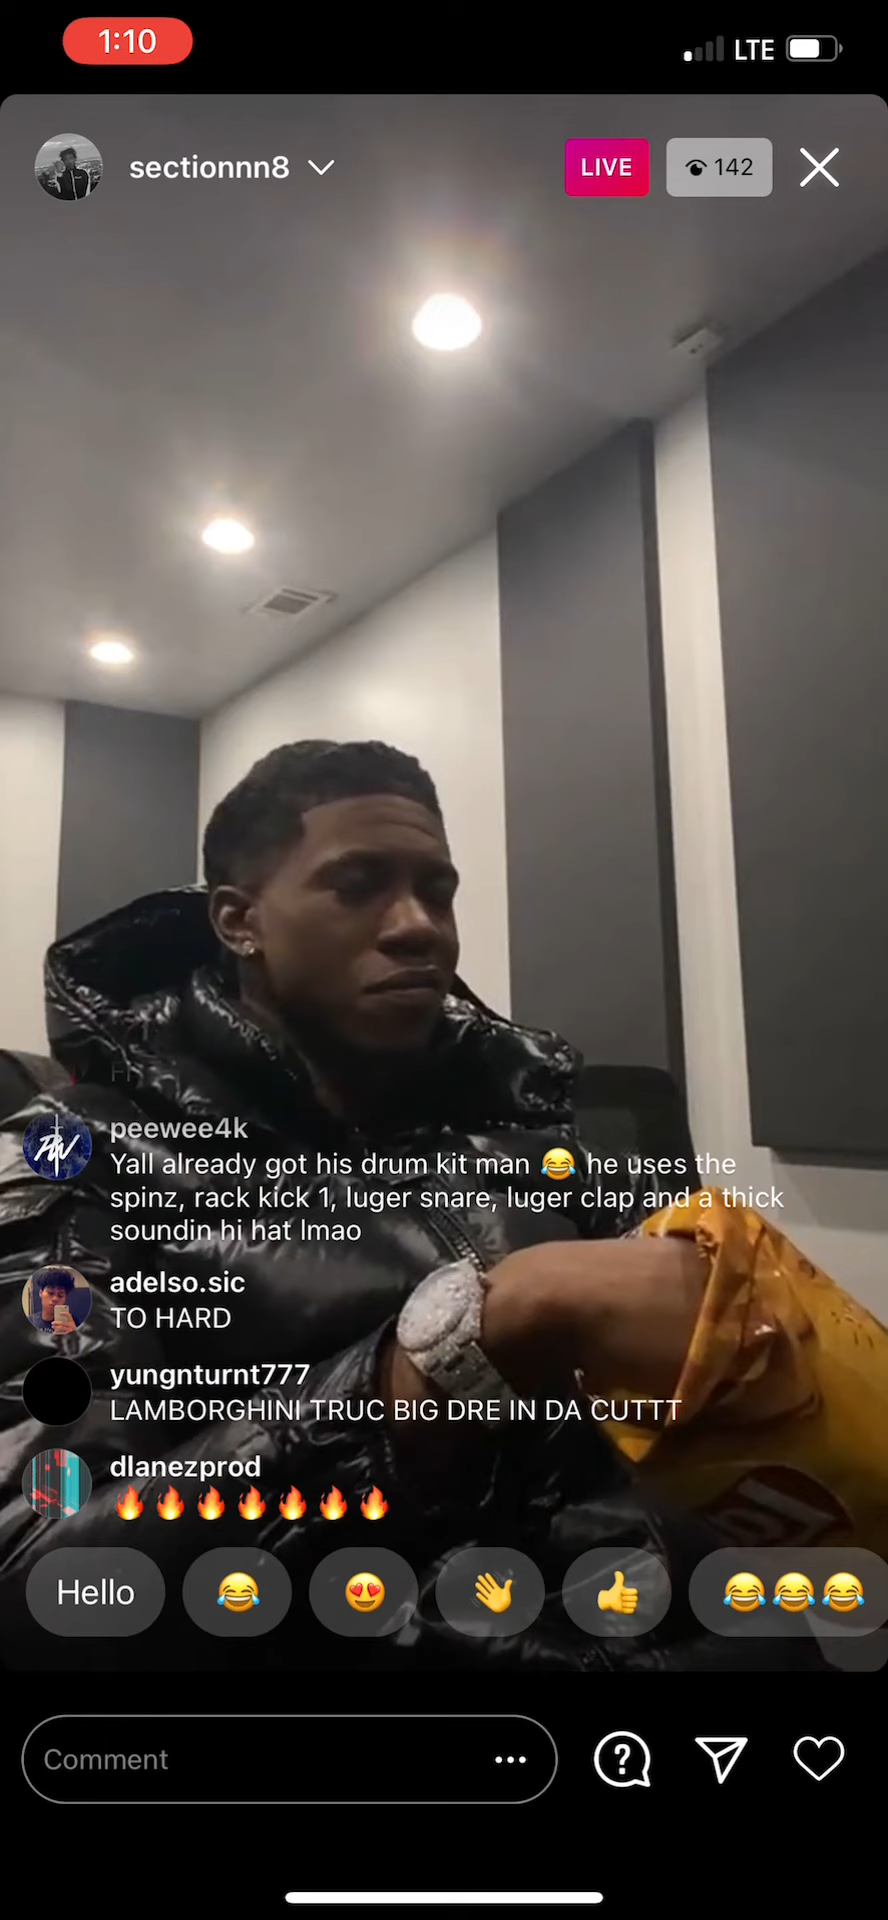 1:10
LTE
sectionnn8
LIVE
142
peewee4k
Yall already got his drum kit man 😂 he uses the
spinz, rack kick 1, luger snare, luger clap and a thick
soundin hi hat lmao
adelso.sic
TO HARD
yungnturnt777
LAMBORGHINI TRUC BIG DRE IN DA CUTTT
dlanezprod
🔥🔥🔥🔥🔥🔥🔥
Hello 😂 😍 👋 👍 😂😂😂
Comment